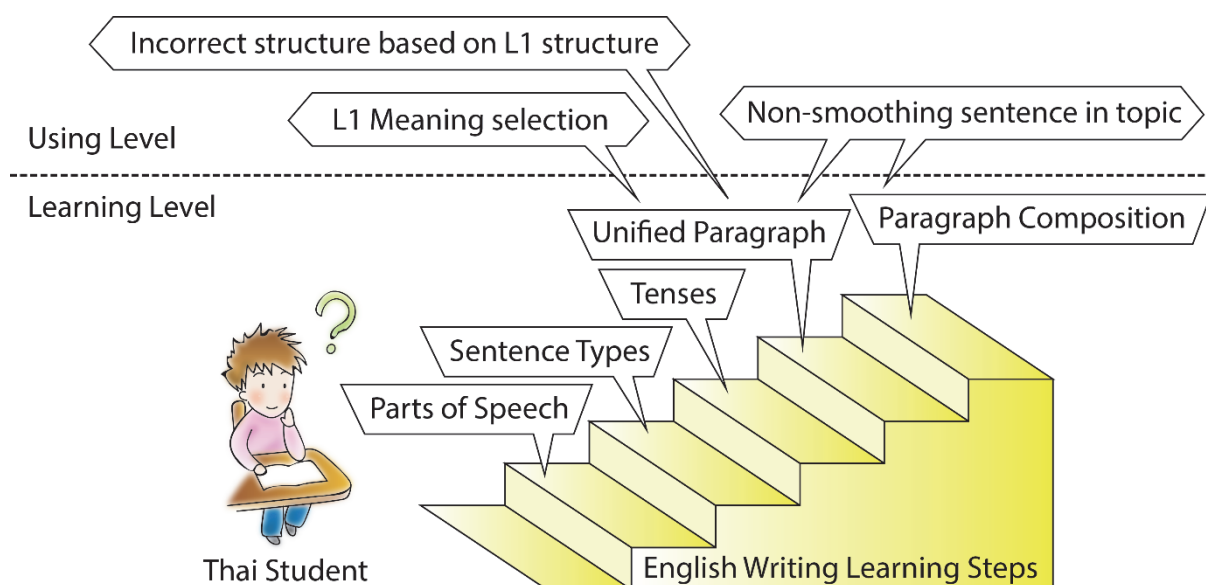 Incorrect structure based on L1 structure
L1 Meaning selection
Non-smoothing sentence in topic
Using Level
Learning Level
Unified Paragraph
Paragraph Composition
Tenses
Sentence Types
Parts of Speech
Thai Student
English Writing Learning Steps